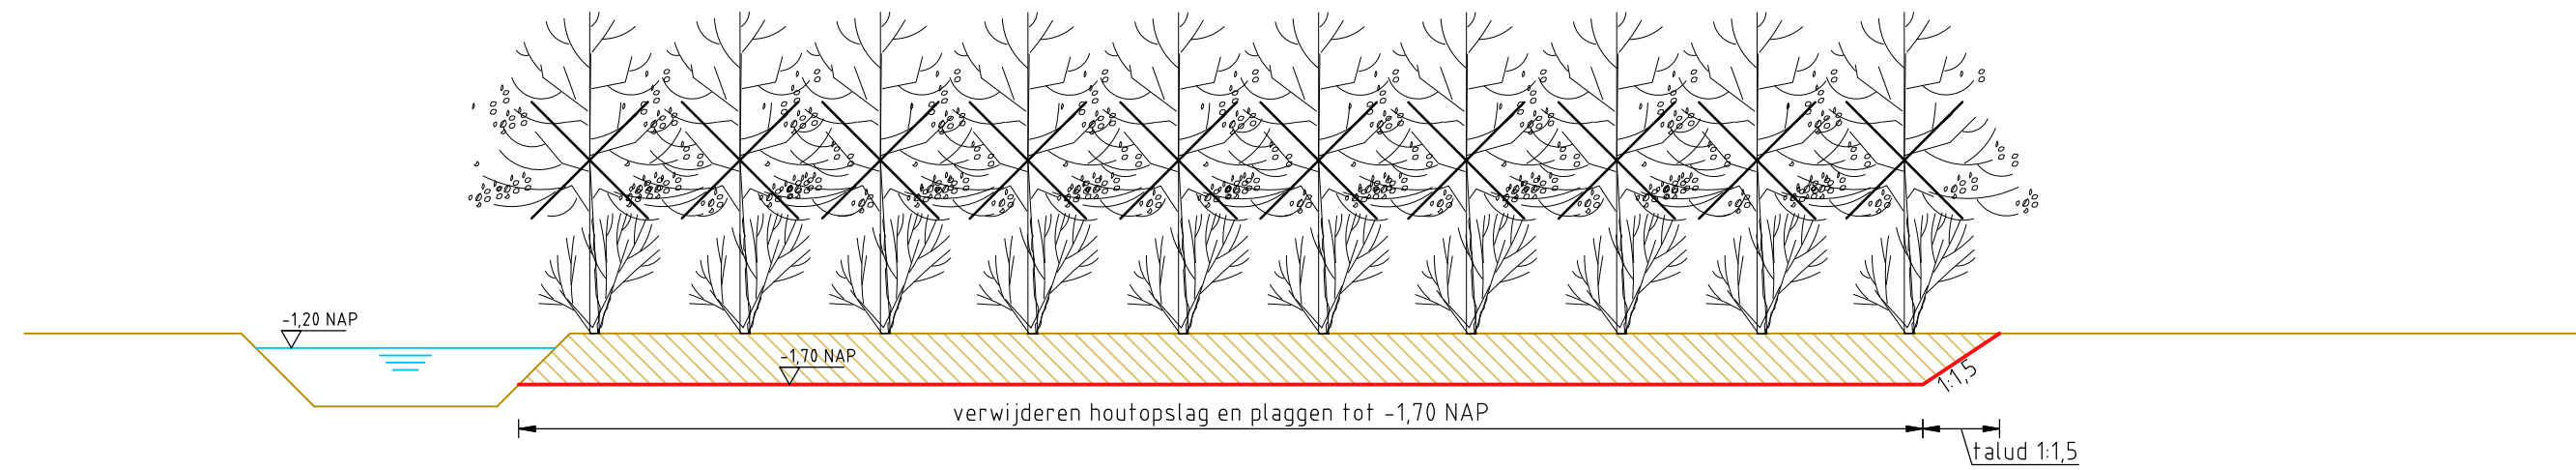 -1,20 NAP
-1,70 NAP
1:1,5
verwijderen houtopslag en plaggen tot -1,70 NAP
talud 1:1,5